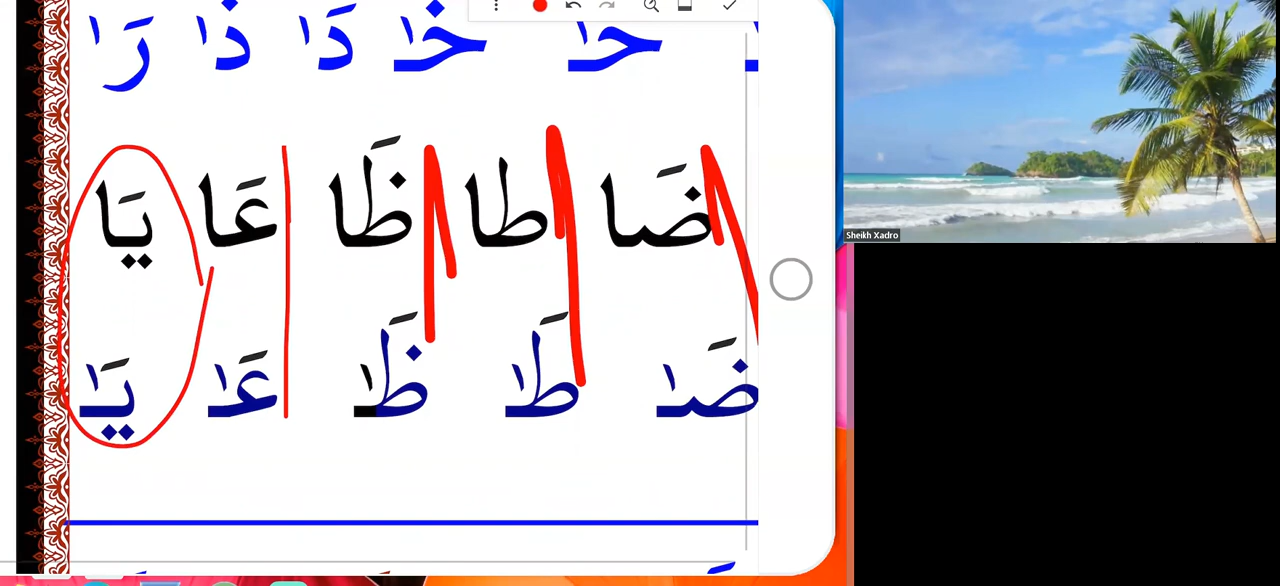 حَـٰ خَـٰ دَٰ ذَٰ رَٰ
ضَا طَا ظَا عَا يَا
ضَـٰ طَـٰ ظَـٰ عَـٰ يَـٰ
Sheikh Xadro